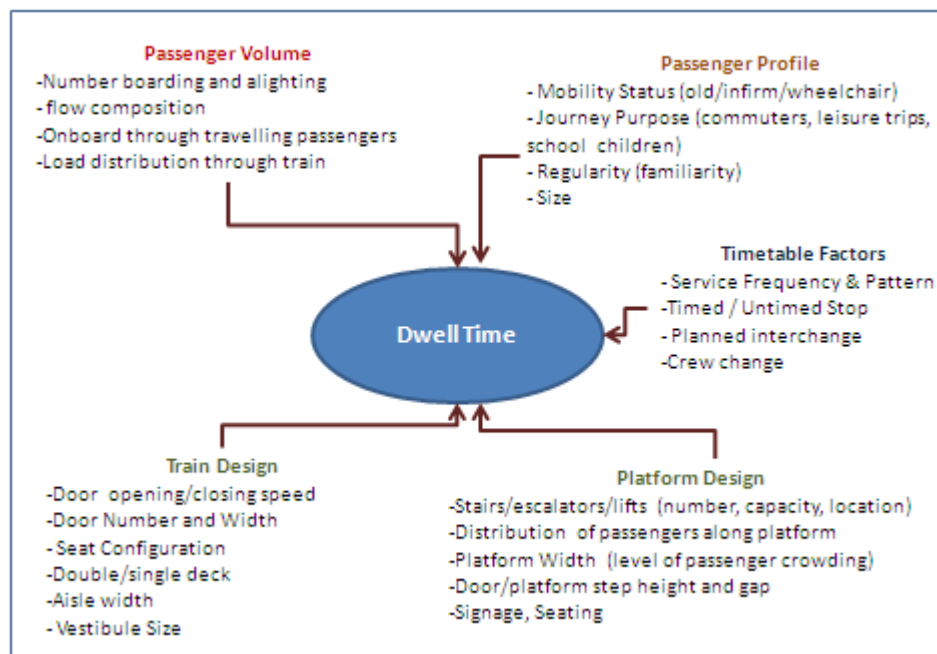 Passenger Volume
-Number boarding and alighting
- flow composition
-Onboard through travelling passengers
-Load distribution through train
Passenger Profile
- Mobility Status (old/infirm/wheelchair)
- Journey Purpose (commuters, leisure trips,
school children)
- Regularity (familiarity)
- Size
Timetable Factors
- Service Frequency & Pattern
-Timed / Untimed Stop
- Planned interchange
- Crew change
Dwell Time
Train Design
-Door opening/closing speed
-Door Number and Width
- Seat Configuration
-Double/single deck
-Aisle width
- Vestibule Size
Platform Design
-Stairs/escalators/lifts (number, capacity, location)
-Distribution of passengers along platform
-Platform Width (level of passenger crowding)
-Door/platform step height and gap
-Signage, Seating